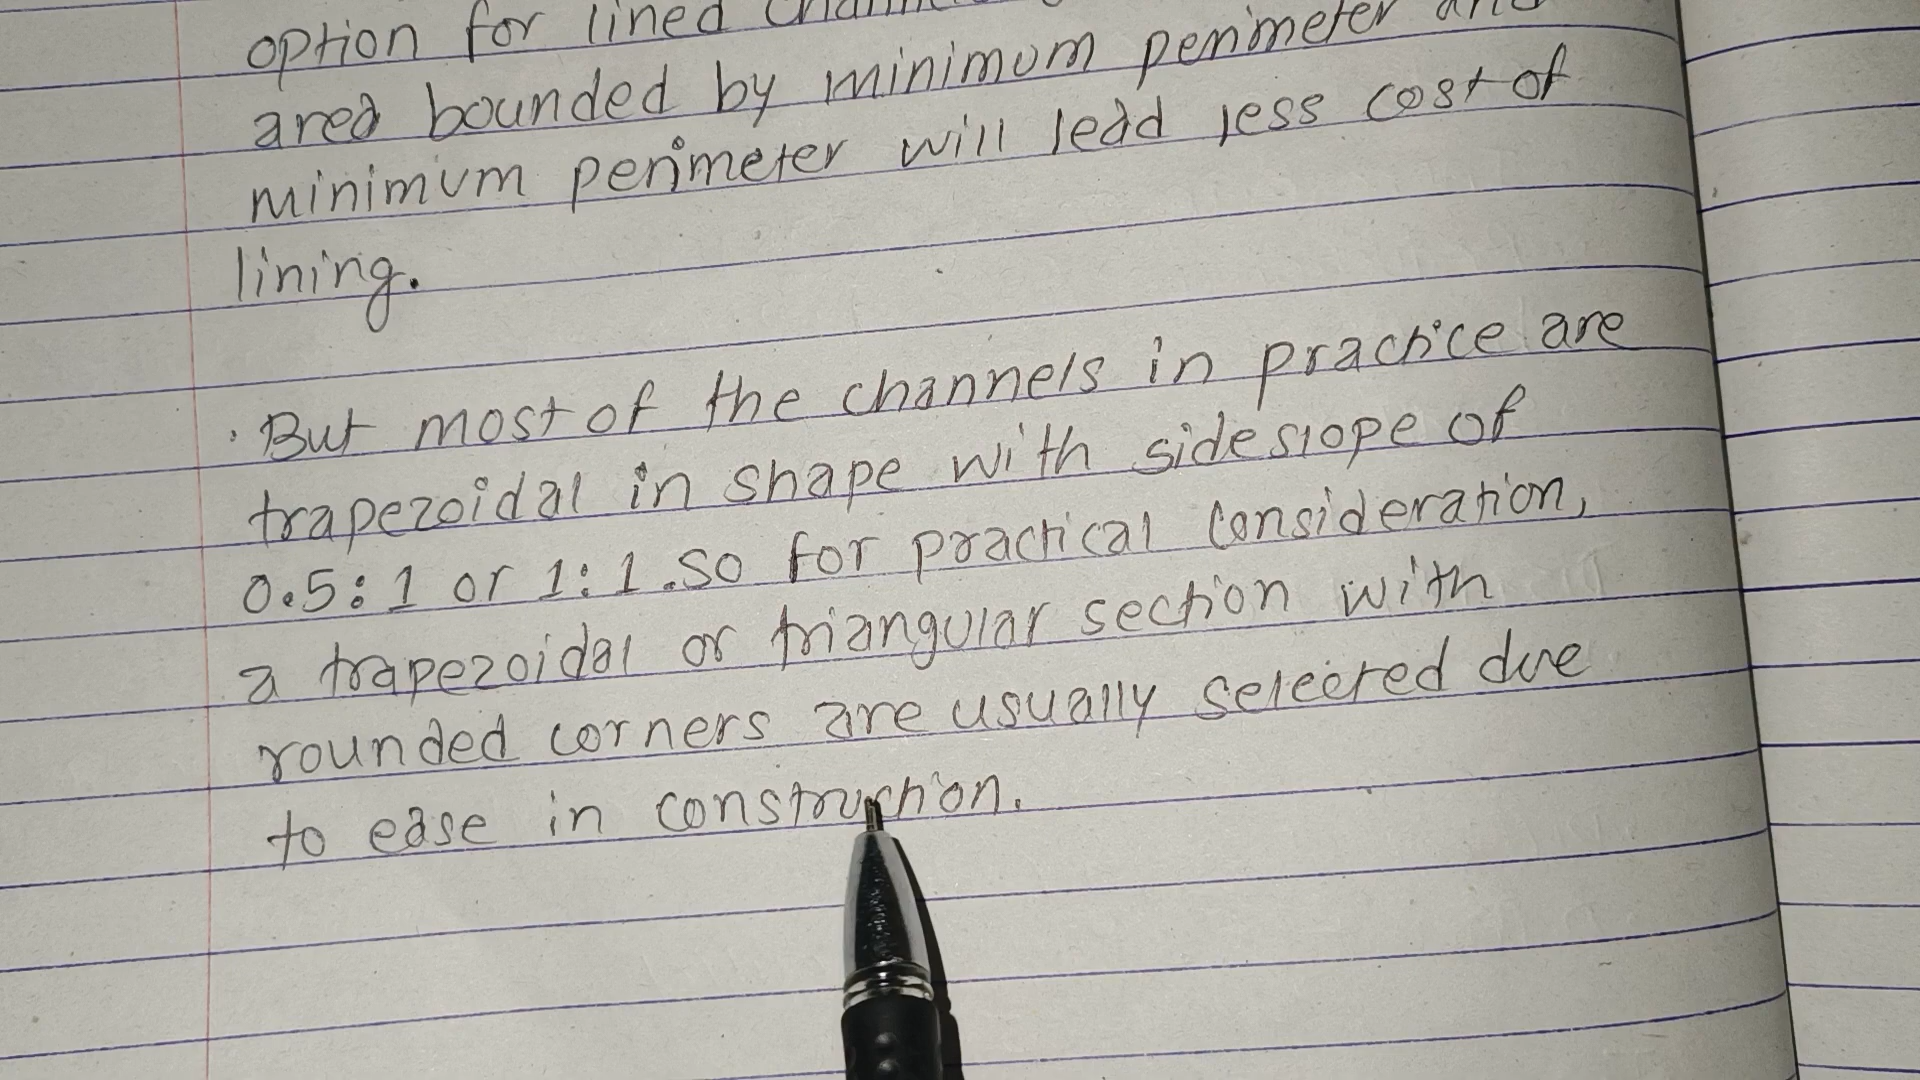 option for lined
area bounded by minimum perimeter and
minimum perimeter will lead less cost of
lining.
. But most of the channels in practice are
trapezoidal in shape with side slope of
0.5:1 or 1:1. so for practical consideration,
a trapezoidal or triangular section with
rounded corners are usually selected due
to ease in construction.